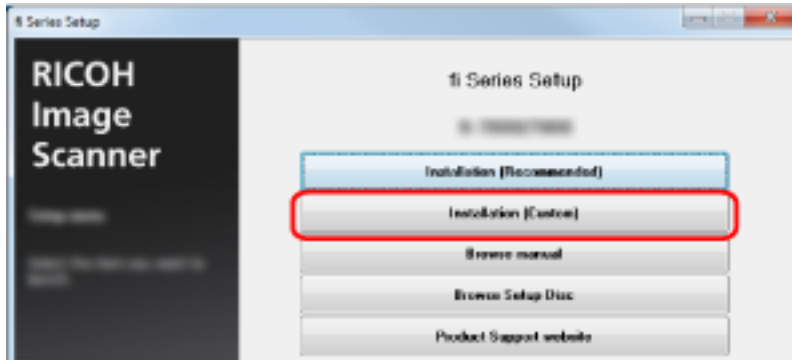 fi Series Setup
RICOH
Image
Scanner
fi Series Setup
Installation (Recommended)
Installation (Custom)
Browse manual
Browse Setup Disc
Product Support website